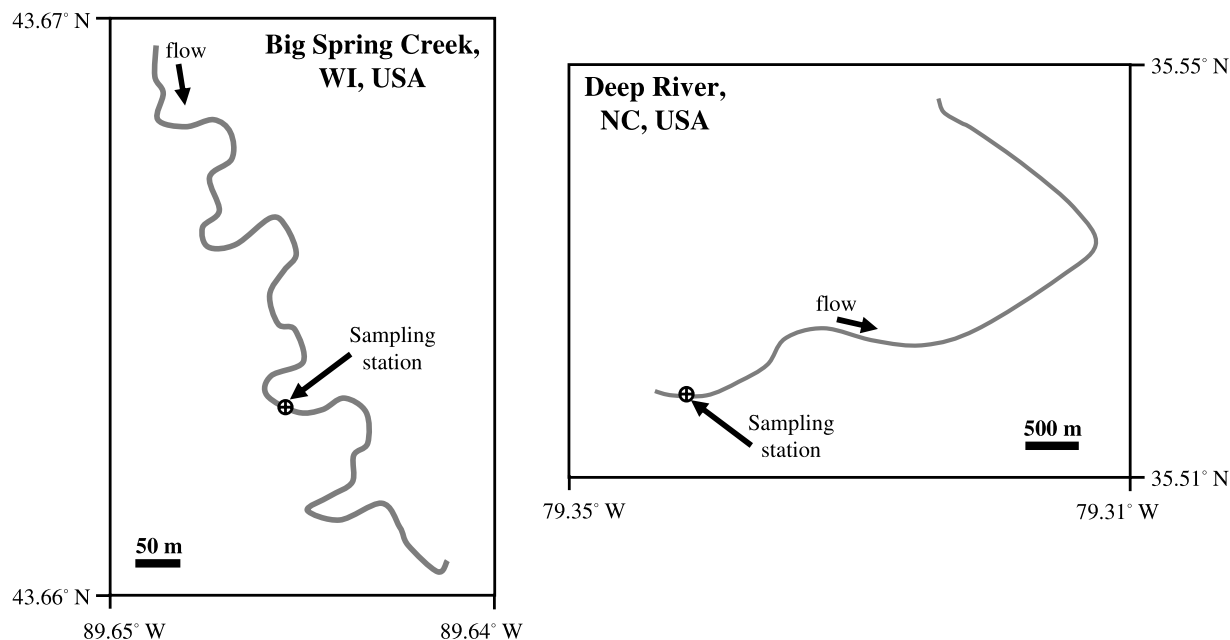 43.67° N
flow
Big Spring Creek,
WI, USA
Sampling
station
50 m
43.66° N
89.65° W
89.64° W
35.55° N
Deep River,
NC, USA
flow
Sampling
station
500 m
35.51° N
79.35° W
79.31° W